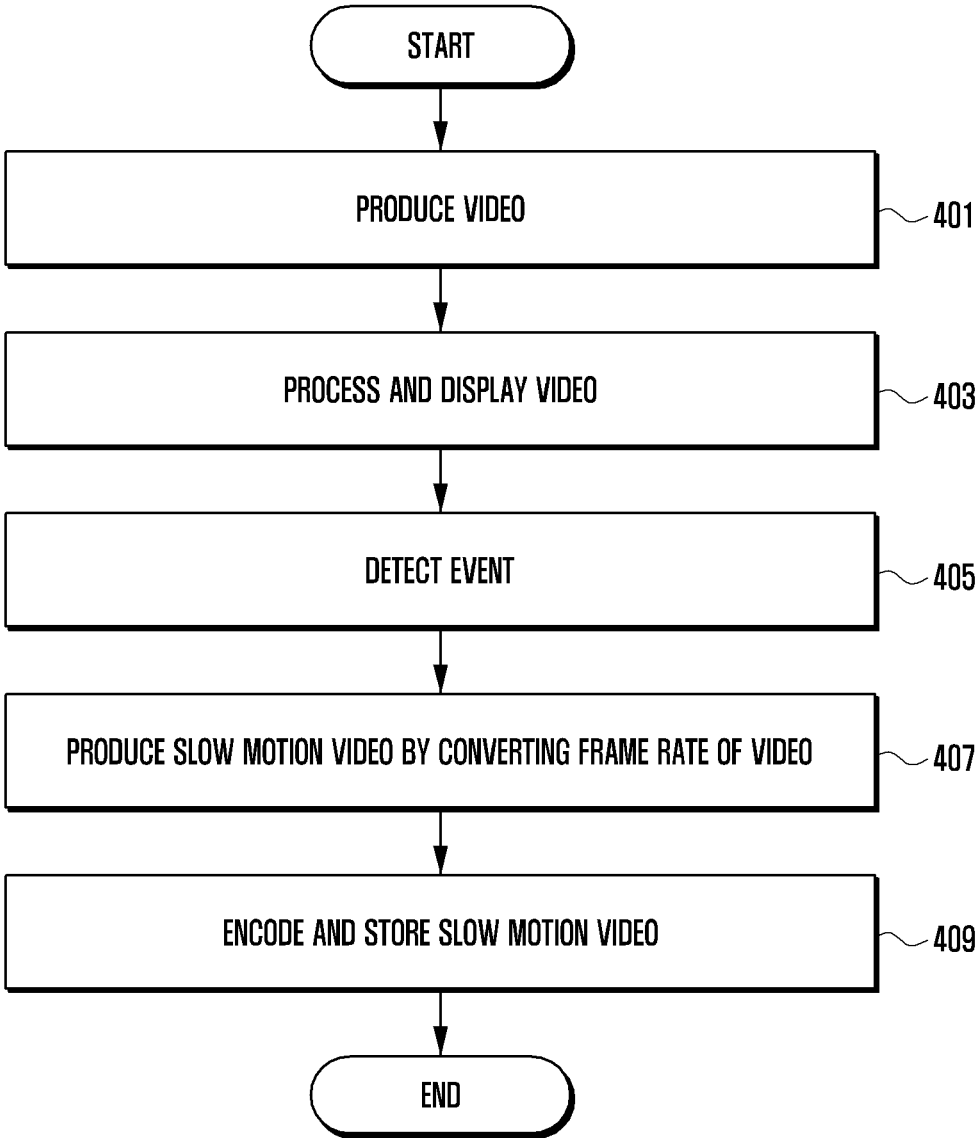 START
PRODUCE VIDEO
401
PROCESS AND DISPLAY VIDEO
403
DETECT EVENT
405
PRODUCE SLOW MOTION VIDEO BY CONVERTING FRAME RATE OF VIDEO
407
ENCODE AND STORE SLOW MOTION VIDEO
409
END